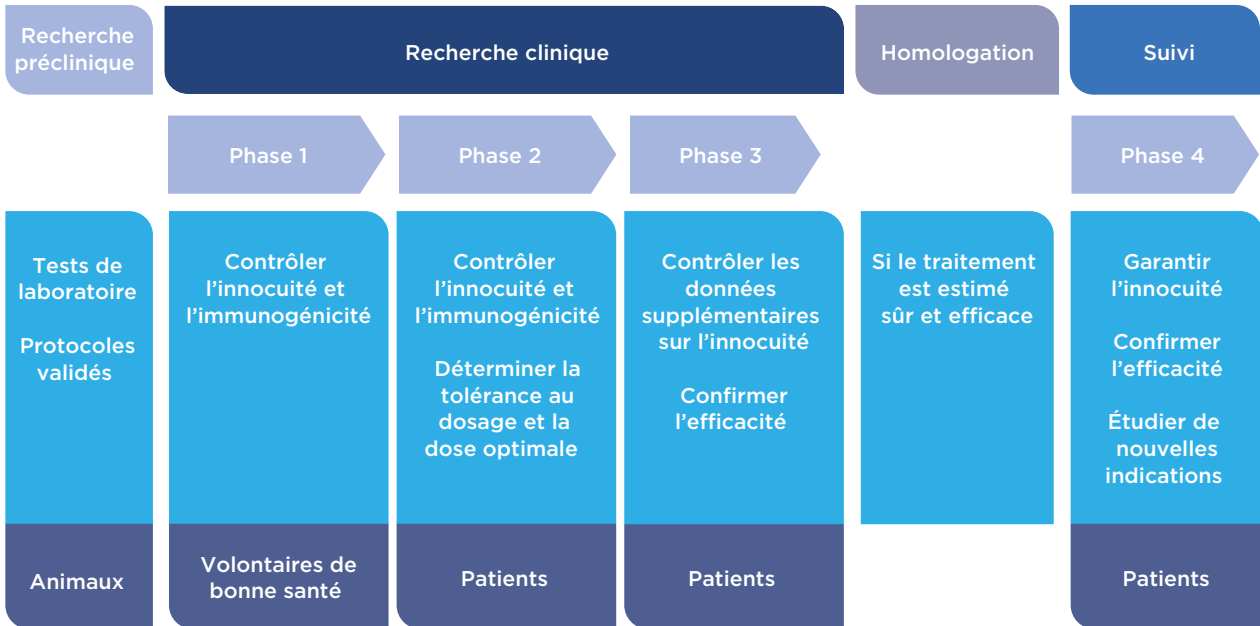 Recherche
préclinique
Recherche clinique
Homologation
Suivi
Phase 1
Phase 2
Phase 3
Phase 4
Tests de
laboratoire
Protocoles
validés
Contrôler
l’innocuité et
l’immunogénicité
Contrôler
l’innocuité et
l’immunogénicité
Déterminer la
tolérance au
dosage et la
dose optimale
Contrôler les
données
supplémentaires
sur l’innocuité
Confirmer
l’efficacité
Si le traitement
est estimé
sûr et efficace
Garantir
l’innocuité
Confirmer
l’efficacité
Étudier de
nouvelles
indications
Animaux
Volontaires de
bonne santé
Patients
Patients
Patients